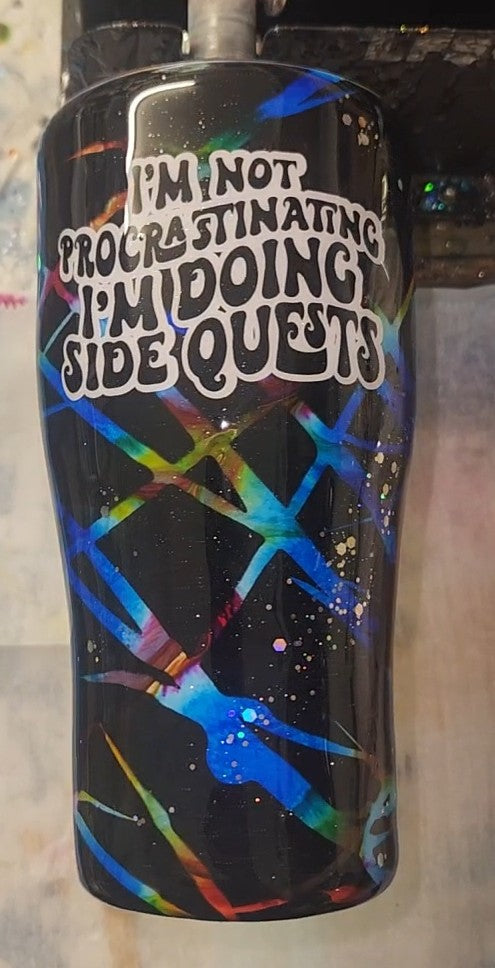 I'M NOT
PROCRASTINATING
I'M DOING
SIDE QUESTS